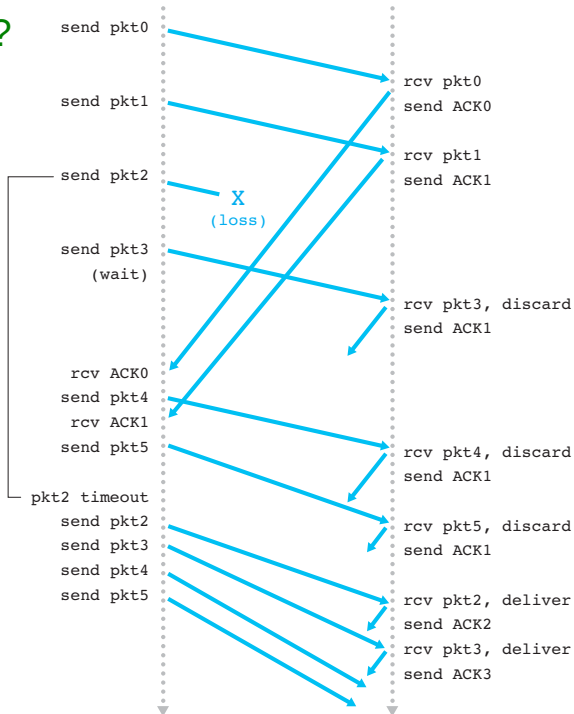 ?
send pkt0
rcv pkt0
send ACK0
send pkt1
rcv pkt1
send ACK1
send pkt2
X
(loss)
send pkt3
(wait)
rcv pkt3, discard
send ACK1
rcv ACK0
send pkt4
rcv ACK1
send pkt5
rcv pkt4, discard
send ACK1
pkt2 timeout
send pkt2
send pkt3
send pkt4
send pkt5
rcv pkt5, discard
send ACK1
rcv pkt2, deliver
send ACK2
rcv pkt3, deliver
send ACK3